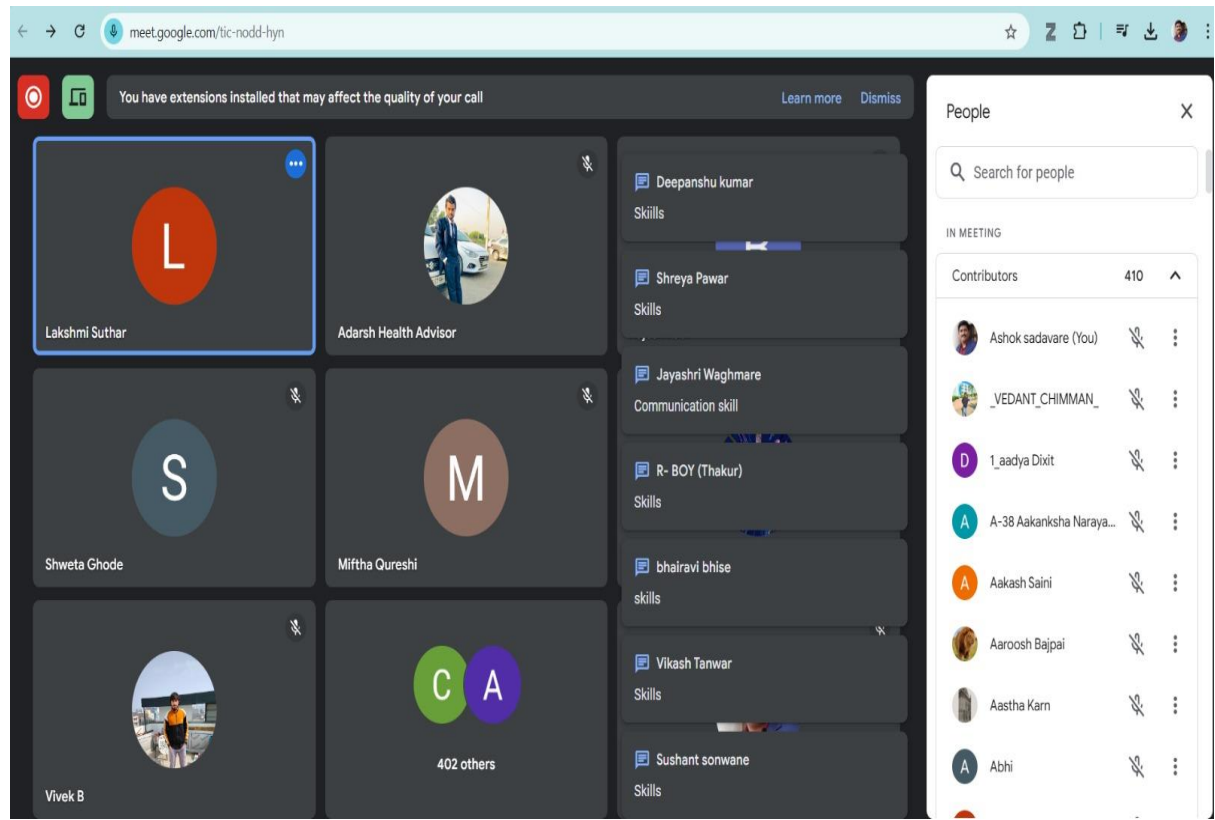 meet.google.com/tic-nodd-hyn
You have extensions installed that may affect the quality of your call
Learn more
Dismiss
L
Lakshmi Suthar
Adarsh Health Advisor
S
Shweta Ghode
M
Miftha Qureshi
Vivek B
C A
402 others
Deepanshu kumar
Skiills
Shreya Pawar
Skills
Jayashri Waghmare
Communication skill
R- BOY (Thakur)
Skills
bhairavi bhise
skills
Vikash Tanwar
Skills
Sushant sonwane
Skills
People
Search for people
IN MEETING
Contributors 410
Ashok sadavare (You)
_VEDANT_CHIMMAN_
D 1_aadya Dixit
A A-38 Aakanksha Naraya...
A Aakash Saini
Aaroosh Bajpai
Aastha Karn
A Abhi